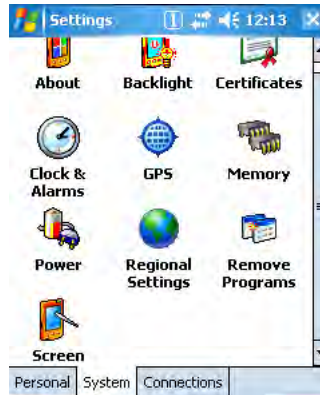 Settings 12:13
About Backlight Certificates
Clock & GPS Memory
Alarms
Power Regional Remove
Settings Programs
Screen
Personal System Connections